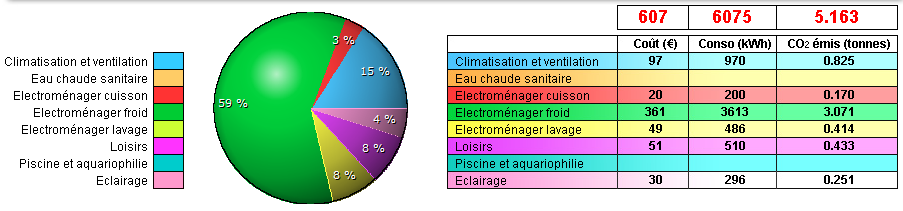 607 6075 5.163
Coût (€) Conso (kWh) CO2 émis (tonnes)
Climatisation et ventilation
Eau chaude sanitaire
Electroménager cuisson
Electroménager froid
Electroménager lavage
Loisirs
Piscine et aquariophilie
Eclairage
3 %
15 %
59 %
4 %
8 %
8 %
Climatisation et ventilation 97 970 0.825
Eau chaude sanitaire
Electroménager cuisson 20 200 0.170
Electroménager froid 361 3613 3.071
Electroménager lavage 49 486 0.414
Loisirs 51 510 0.433
Piscine et aquariophilie
Eclairage 30 296 0.251